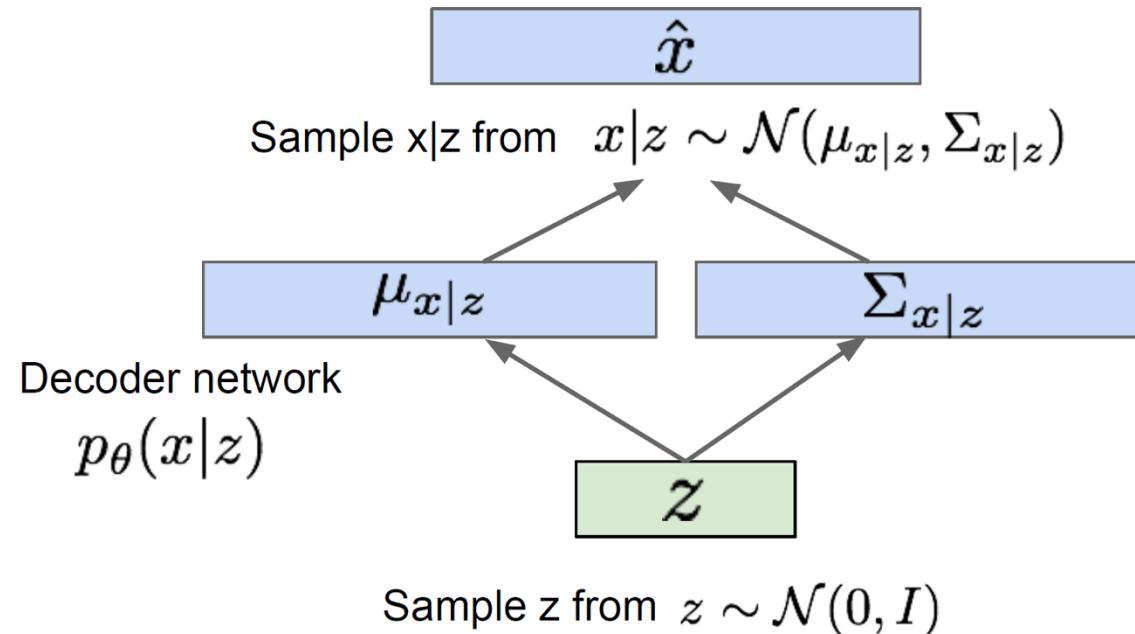 x̂
Sample x|z from x|z ∼ 𝒩(μ_{x|z}, Σ_{x|z})
μ_{x|z}
Σ_{x|z}
Decoder network
p_θ(x|z)
z
Sample z from z ∼ 𝒩(0, I)